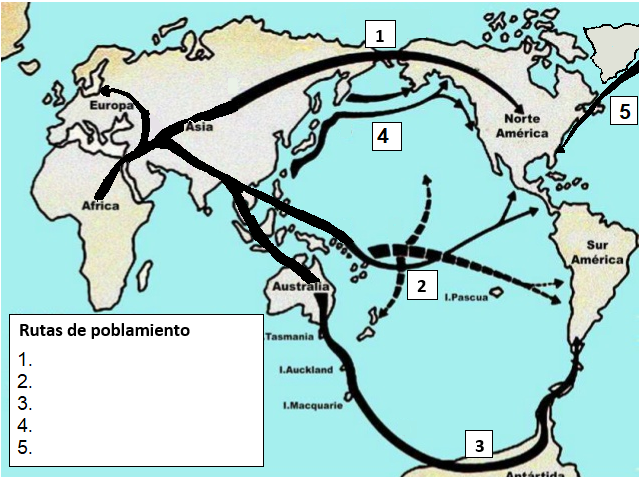 1
Europa
Asia
4
5
Norte
América
Africa
Sur
América
Australia
2
I.Pascua
Rutas de poblamiento
1.
2.
3.
4.
5.
Tasmania
I.Auckland
I.Macquarie
3
Antártida